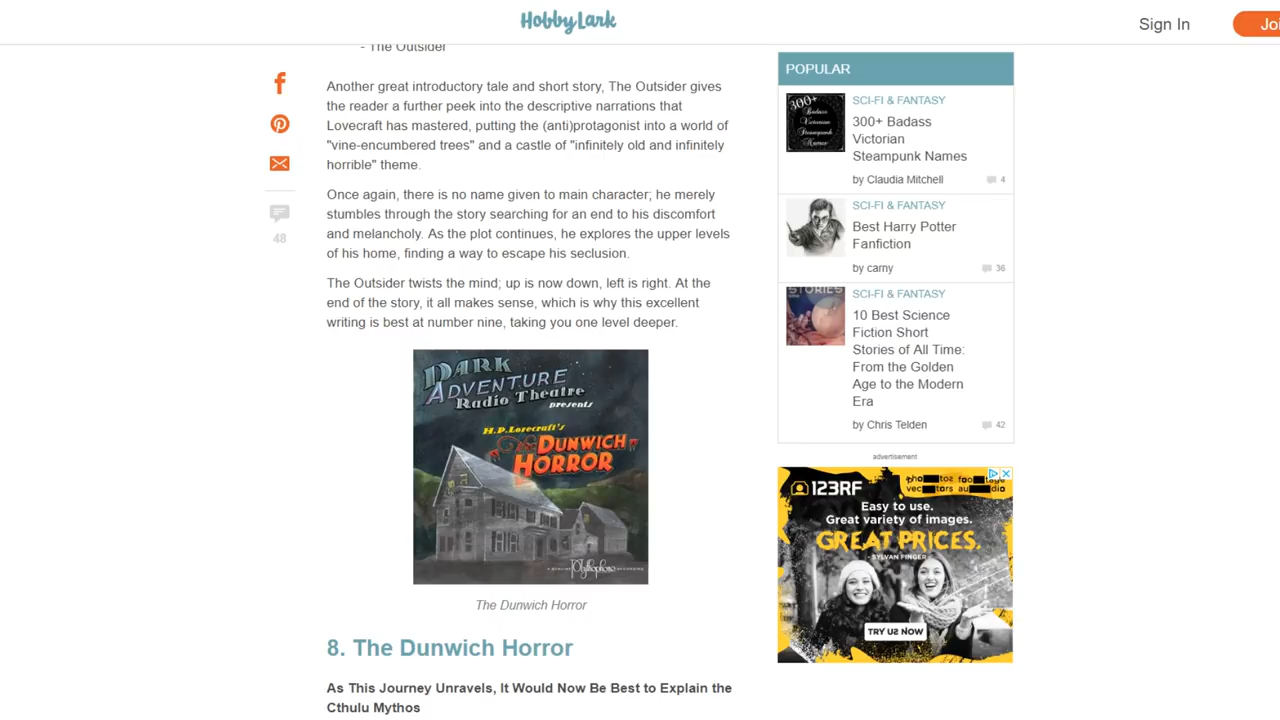 HobbyLark
Sign In
Joi
- The Outsider
Another great introductory tale and short story, The Outsider gives
the reader a further peek into the descriptive narrations that
Lovecraft has mastered, putting the (anti)protagonist into a world of
"vine-encumbered trees" and a castle of "infinitely old and infinitely
horrible" theme.
Once again, there is no name given to main character; he merely
stumbles through the story searching for an end to his discomfort
and melancholy. As the plot continues, he explores the upper levels
of his home, finding a way to escape his seclusion.
The Outsider twists the mind; up is now down, left is right. At the
end of the story, it all makes sense, which is why this excellent
writing is best at number nine, taking you one level deeper.
48
DARK
ADVENTURE
Radio Theatre
presents
H.P. Lovecraft's
The DUNWICH
HORROR
The Dunwich Horror
8. The Dunwich Horror
As This Journey Unravels, It Would Now Be Best to Explain the
Cthulu Mythos
POPULAR
300+
Badass
Victorian
Steampunk
Names
SCI-FI & FANTASY
300+ Badass
Victorian
Steampunk Names
by Claudia Mitchell
4
SCI-FI & FANTASY
Best Harry Potter
Fanfiction
by carny
36
STORIES
SCI-FI & FANTASY
10 Best Science
Fiction Short
Stories of All Time:
From the Golden
Age to the Modern
Era
by Chris Telden
42
advertisement
123RF
Easy to use.
Great variety of images.
GREAT PRICES.
- SYLVAN FINGER
TRY US NOW